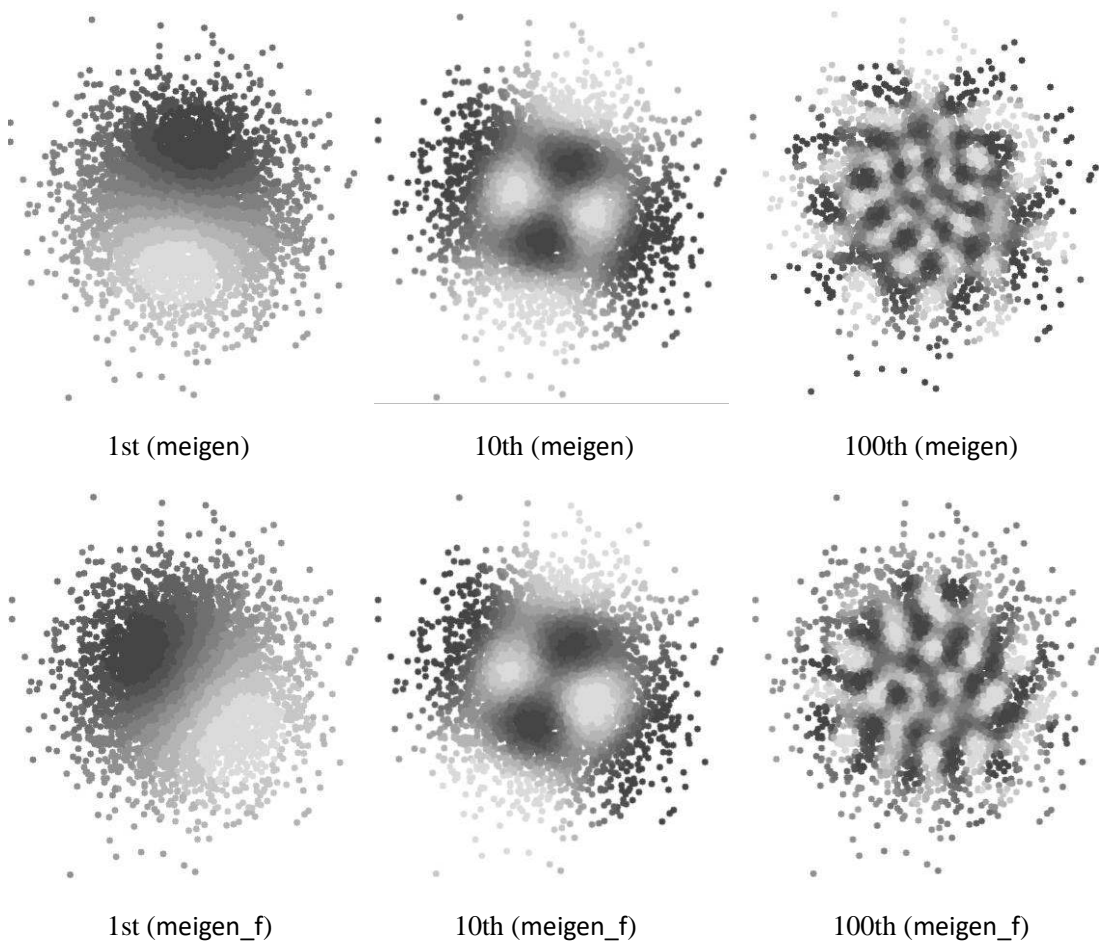 1st (meigen)
10th (meigen)
100th (meigen)
1st (meigen_f)
10th (meigen_f)
100th (meigen_f)